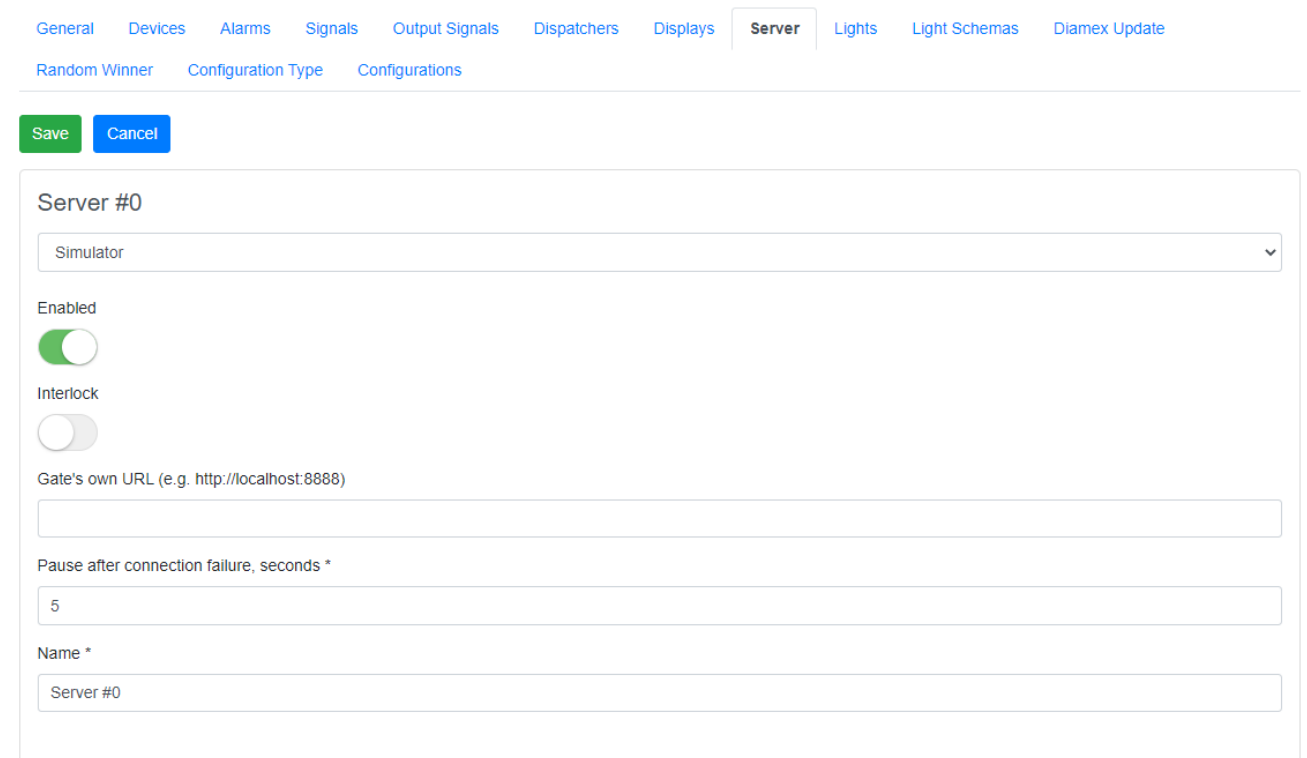 General Devices Alarms Signals Output Signals Dispatchers Displays Server Lights Light Schemas Diamex Update
Random Winner Configuration Type Configurations
Save Cancel
Server #0
Simulator
Enabled
Interlock
Gate's own URL (e.g. http://localhost:8888)
Pause after connection failure, seconds *
5
Name *
Server #0